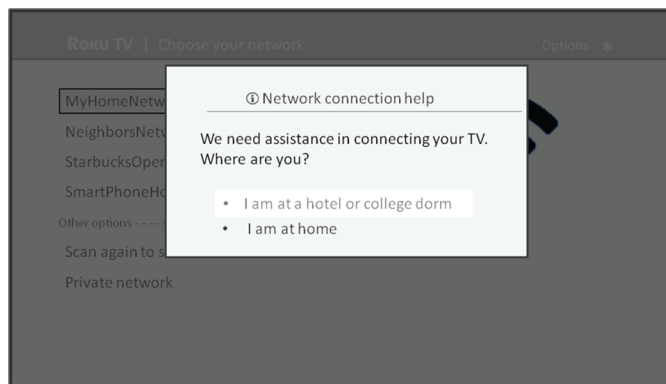 Roku TV | Choose your network
Options *
ⓘ Network connection help
MyHomeNetw
We need assistance in connecting your TV.
NeighborsNetw
Where are you?
StarbucksOper
SmartPhoneHo
• I am at a hotel or college dorm
Other options -----
• I am at home
Scan again to s
Private network